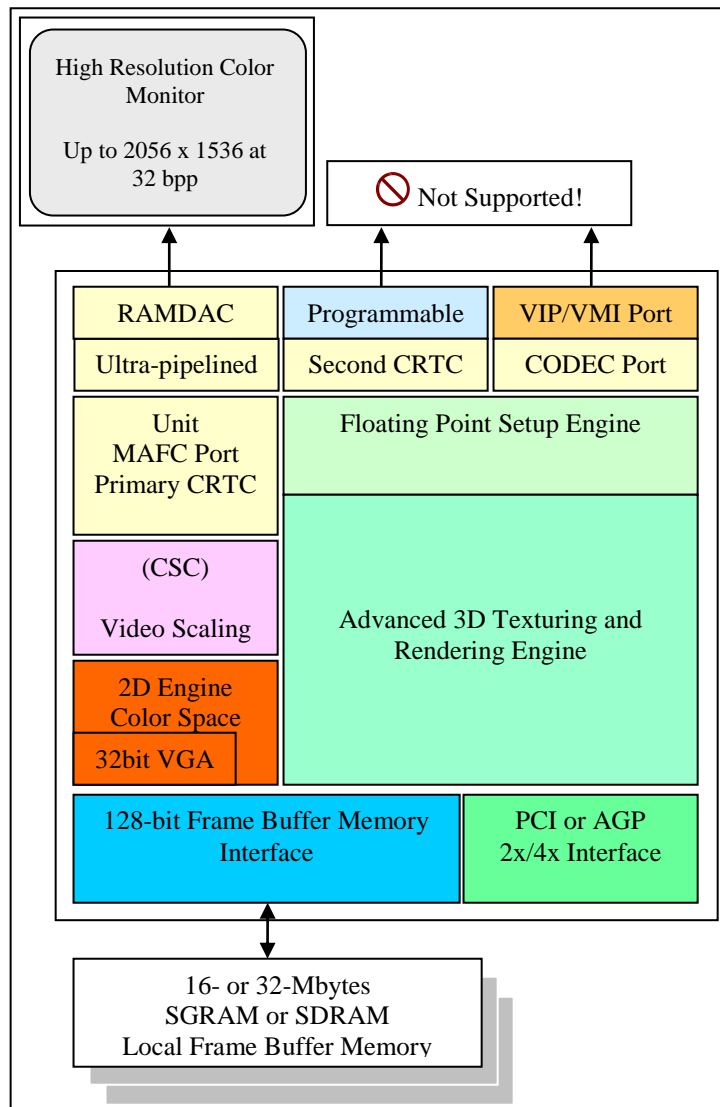 High Resolution Color
Monitor
Up to 2056 x 1536 at
32 bpp
Not Supported!
RAMDAC
Programmable
VIP/VMI Port
Ultra-pipelined
Second CRTC
CODEC Port
Unit
MAFC Port
Primary CRTC
Floating Point Setup Engine
(CSC)
Video Scaling
Advanced 3D Texturing and
Rendering Engine
2D Engine
Color Space
32bit VGA
128-bit Frame Buffer Memory
Interface
PCI or AGP
2x/4x Interface
16- or 32-Mbytes
SGRAM or SDRAM
Local Frame Buffer Memory